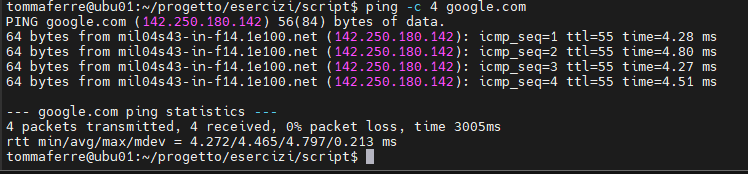 tommaferre@ubu01:~/progetto/esercizi/script$ ping -c 4 google.com
PING google.com (142.250.180.142) 56(84) bytes of data.
64 bytes from mil04s43-in-f14.1e100.net (142.250.180.142): icmp_seq=1 ttl=55 time=4.28 ms
64 bytes from mil04s43-in-f14.1e100.net (142.250.180.142): icmp_seq=2 ttl=55 time=4.80 ms
64 bytes from mil04s43-in-f14.1e100.net (142.250.180.142): icmp_seq=3 ttl=55 time=4.27 ms
64 bytes from mil04s43-in-f14.1e100.net (142.250.180.142): icmp_seq=4 ttl=55 time=4.51 ms

--- google.com ping statistics ---
4 packets transmitted, 4 received, 0% packet loss, time 3005ms
rtt min/avg/max/mdev = 4.272/4.465/4.797/0.213 ms
tommaferre@ubu01:~/progetto/esercizi/script$